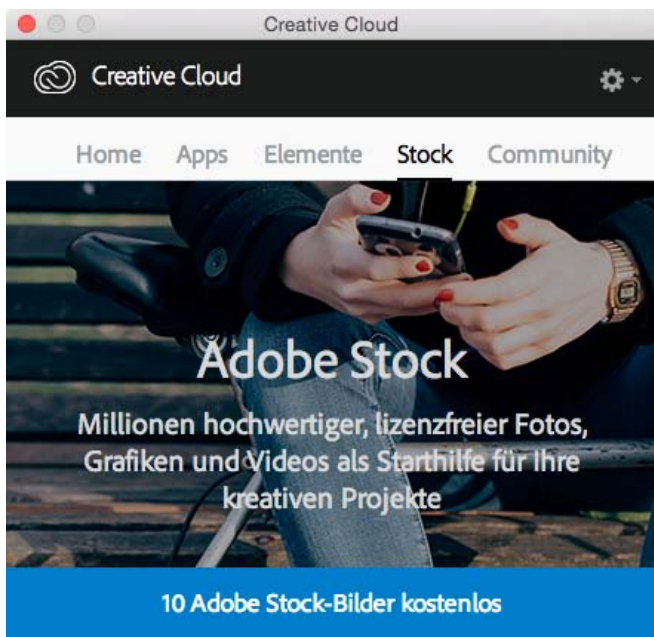 Creative Cloud
Creative Cloud
Home Apps Elemente Stock Community
Adobe Stock
Millionen hochwertiger, lizenzfreier Fotos,
Grafiken und Videos als Starthilfe für Ihre
kreativen Projekte
10 Adobe Stock-Bilder kostenlos